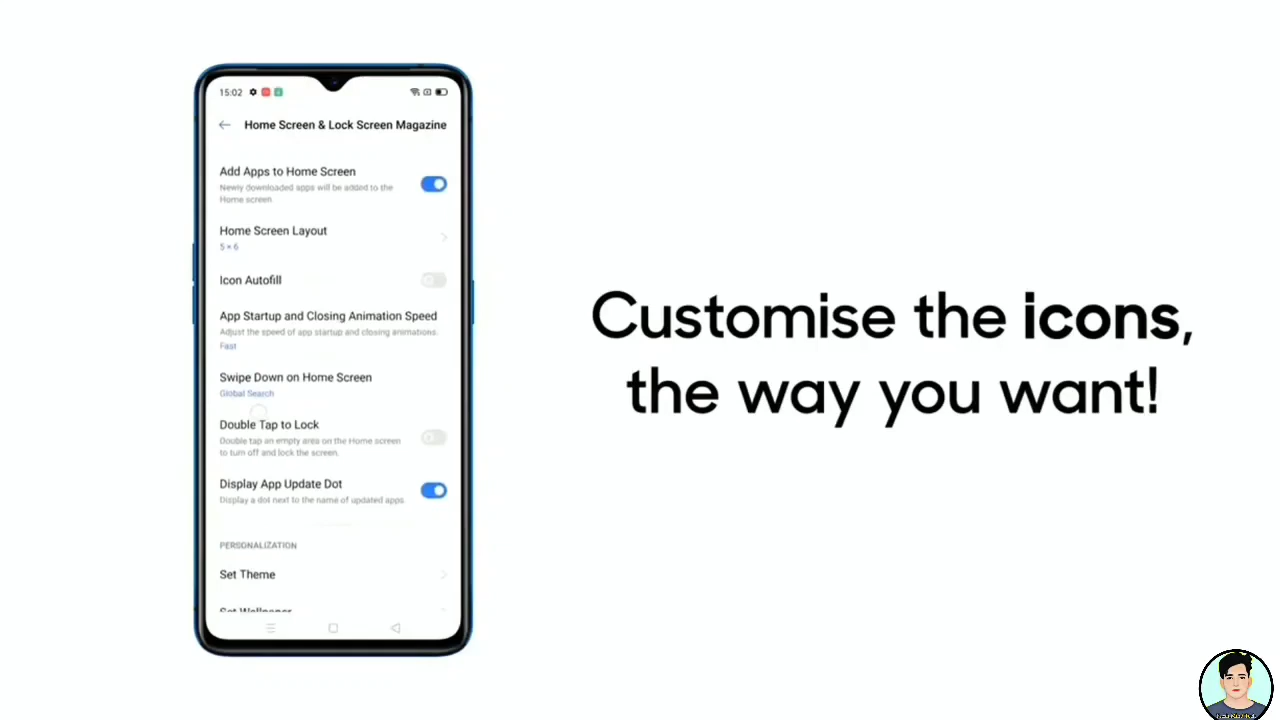 15:02
Home Screen & Lock Screen Magazine
Add Apps to Home Screen
Newly downloaded apps will be added to the
Home screen.
Home Screen Layout
5 × 6
Icon Autofill
App Startup and Closing Animation Speed
Adjust the speed of app startup and closing animations.
Fast
Swipe Down on Home Screen
Global Search
Double Tap to Lock
Double tap an empty area on the Home screen
to turn off and lock the screen.
Display App Update Dot
Display a dot next to the name of updated apps.
PERSONALIZATION
Set Theme
Set Wallpaper
Customise the icons,
the way you want!